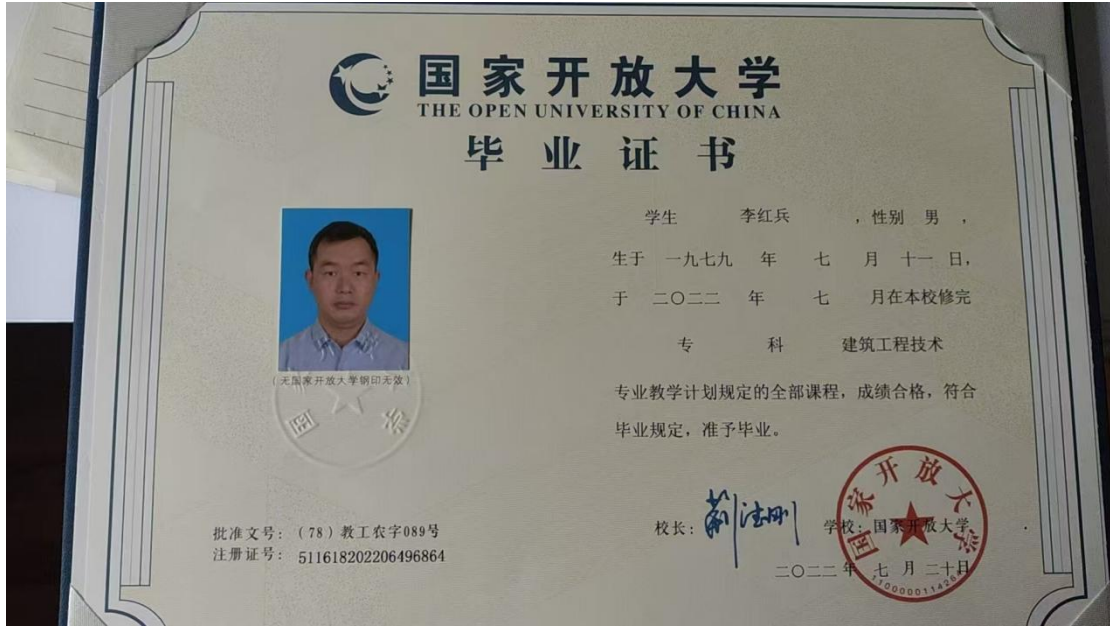 国家开放大学
THE OPEN UNIVERSITY OF CHINA
毕业证书
学生 李红兵 ，性别 男 ，
生于 一九七九 年 七 月 十一 日，
于 二〇二二 年 七 月在本校修完
专 科 建筑工程技术
专业教学计划规定的全部课程，成绩合格，符合
毕业规定，准予毕业。
（无国家开放大学钢印无效）
批准文号：（78）教工农字089号
注册证号：511618202206496864
校长：荆德刚 学校：国家开放大学
二〇二二 年 七 月 二十日
国家开放大学